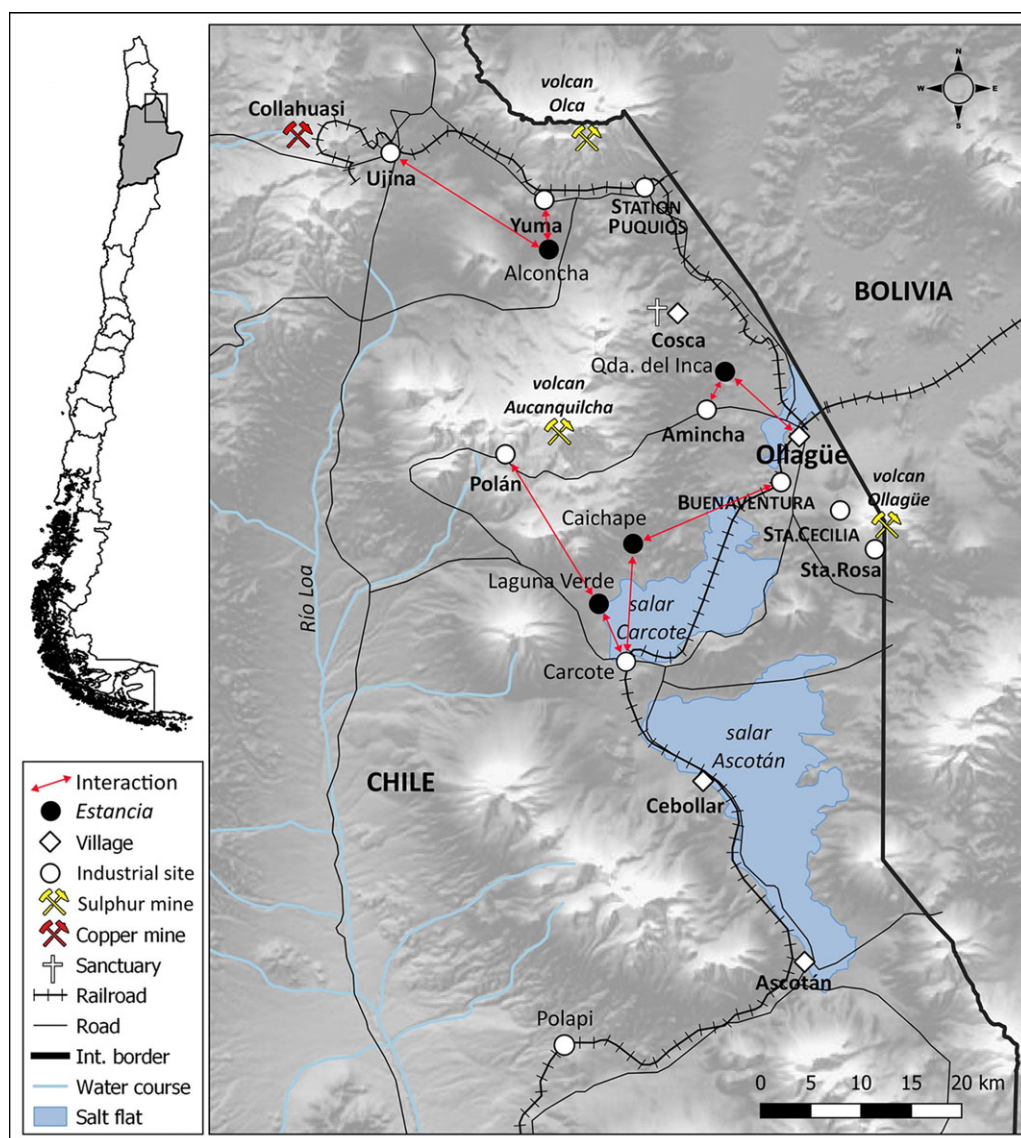 volcan
Olca
N
W
E
S
Collahuasi
Ujina
STATION
PUQUIOS
Yuma
Alconcha
BOLIVIA
Cosca
Qda. del Inca
volcan
Aucanquilcha
Amincha
Ollagüe
Polán
volcan
Ollagüe
BUENAVENTURA
STA.CECILIA
Caichape
Sta.Rosa
Laguna Verde
salar
Carcote
Río Loa
Carcote
salar
Ascotán
CHILE
Cebollar
Ascotán
Polapi
Interaction
Estancia
Village
Industrial site
Sulphur mine
Copper mine
Sanctuary
Railroad
Road
Int. border
Water course
Salt flat
0 5 10 15 20 km